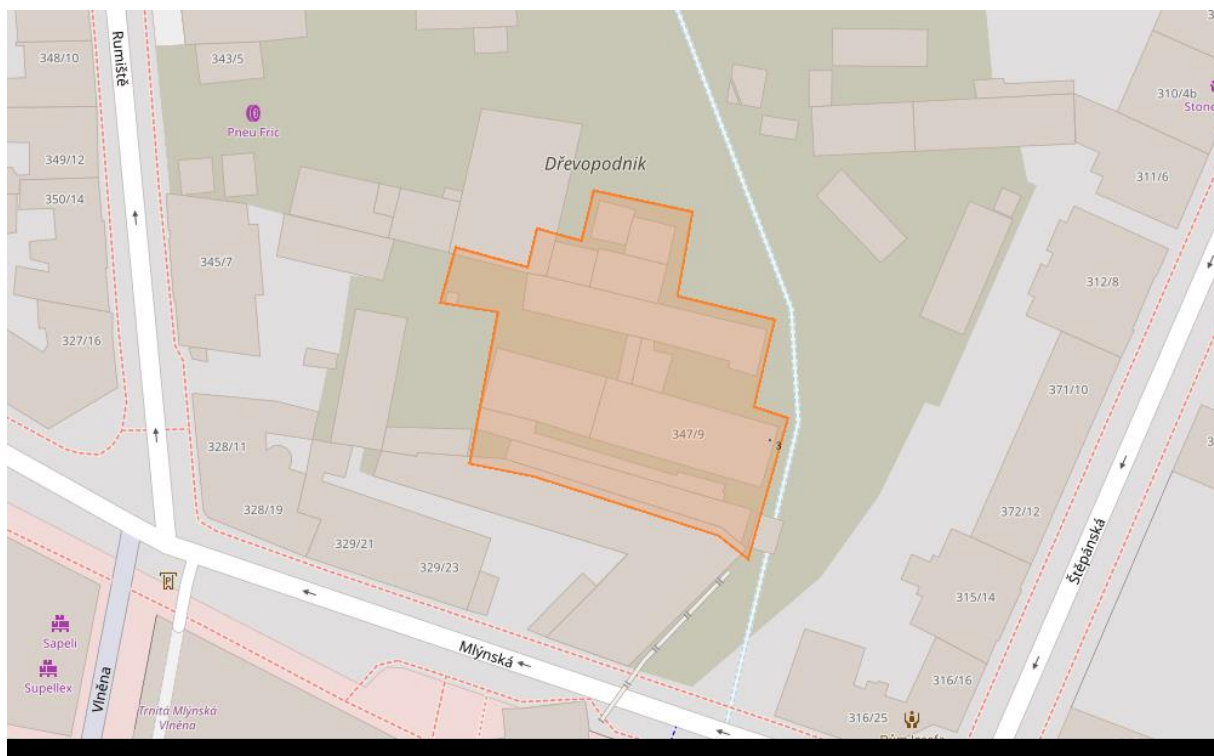 348/10
Rumiště
343/5
Pneu Fric
349/12
350/14
Dřevopodnik
310/4b
Stone
311/6
345/7
312/8
327/16
371/10
347/9
3
328/11
328/19
329/21
329/23
372/12
Štěpánská
315/14
Sapeli
Supellex
Vlněna
Mlýnská
Trnitá Mlýnská
Vlněna
316/16
316/25
P